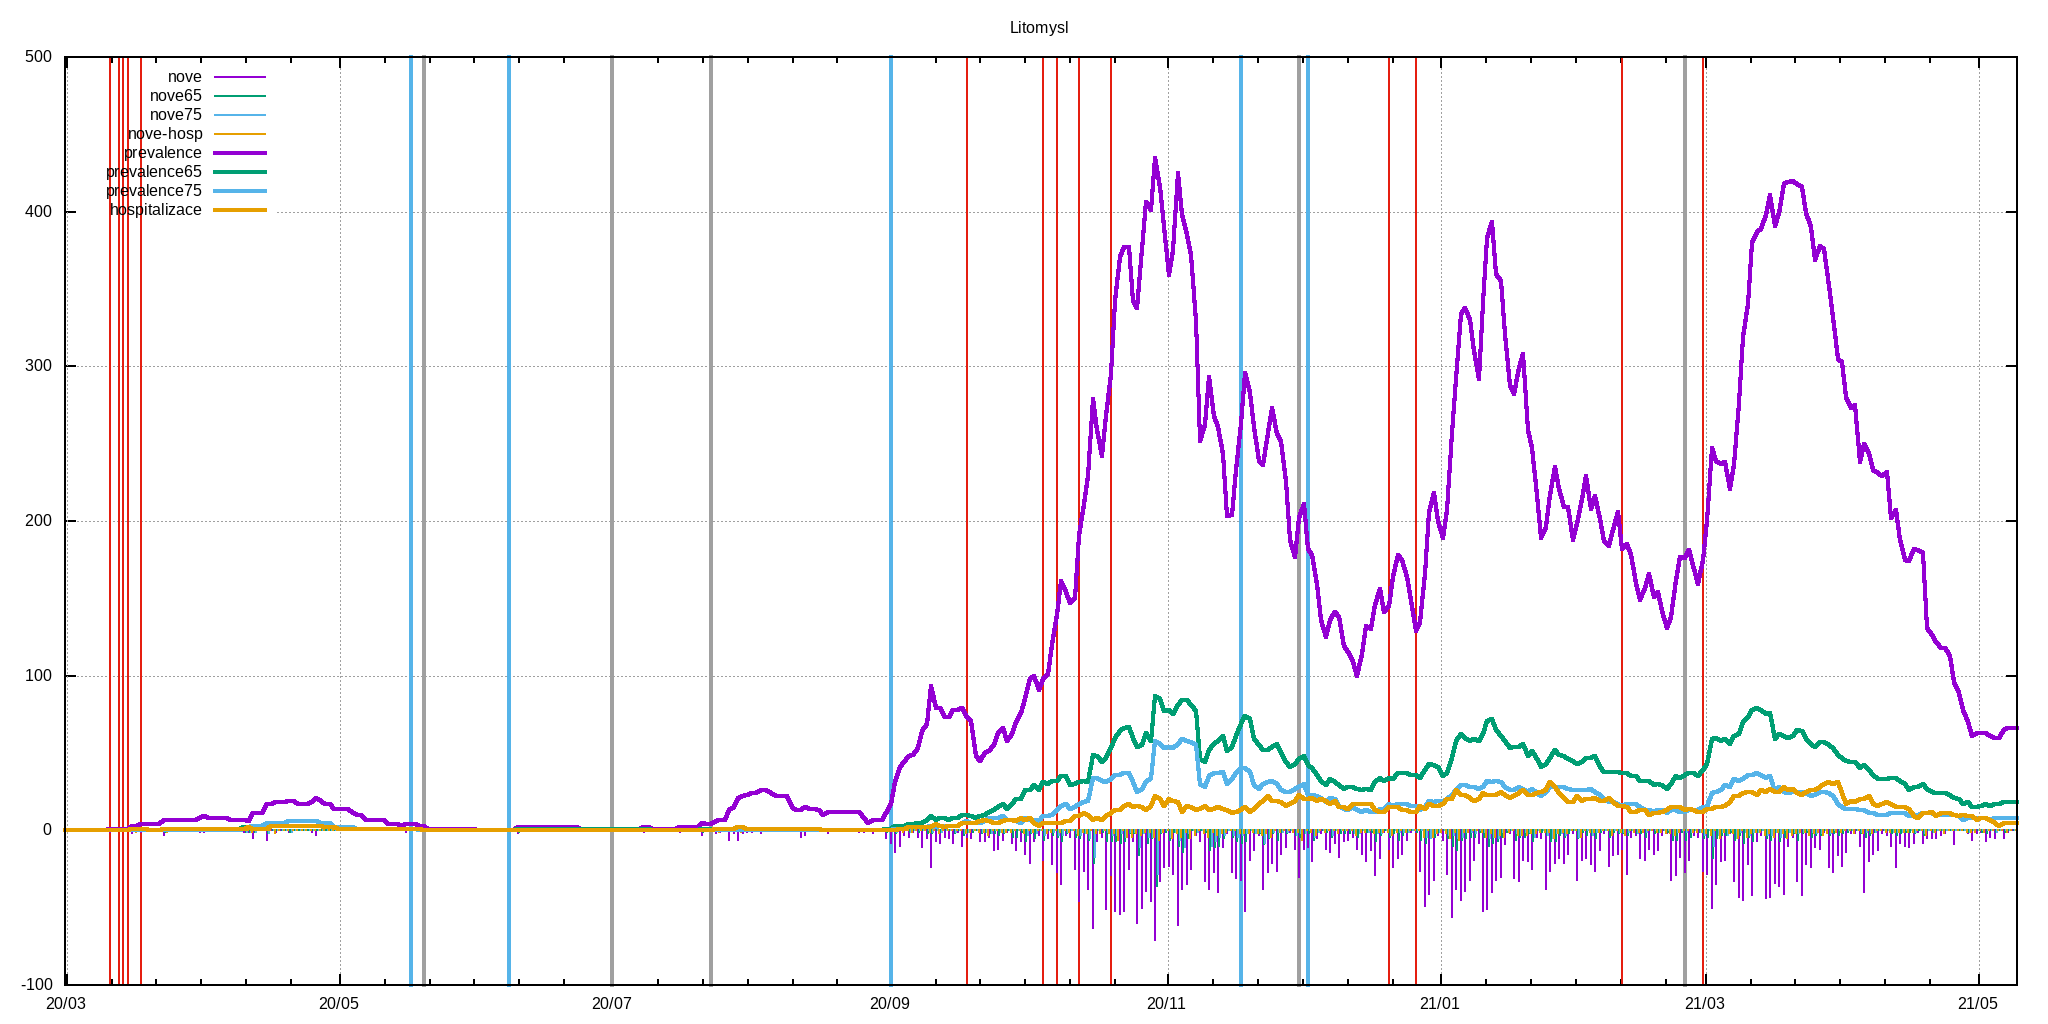 Litomysl
500
nove
nove65
nove75
nove-hosp
prevalence
prevalence65
prevalence75
hospitalizace
400
300
200
100
0
-100
20/03 20/05 20/07 20/09 20/11 21/01 21/03 21/05